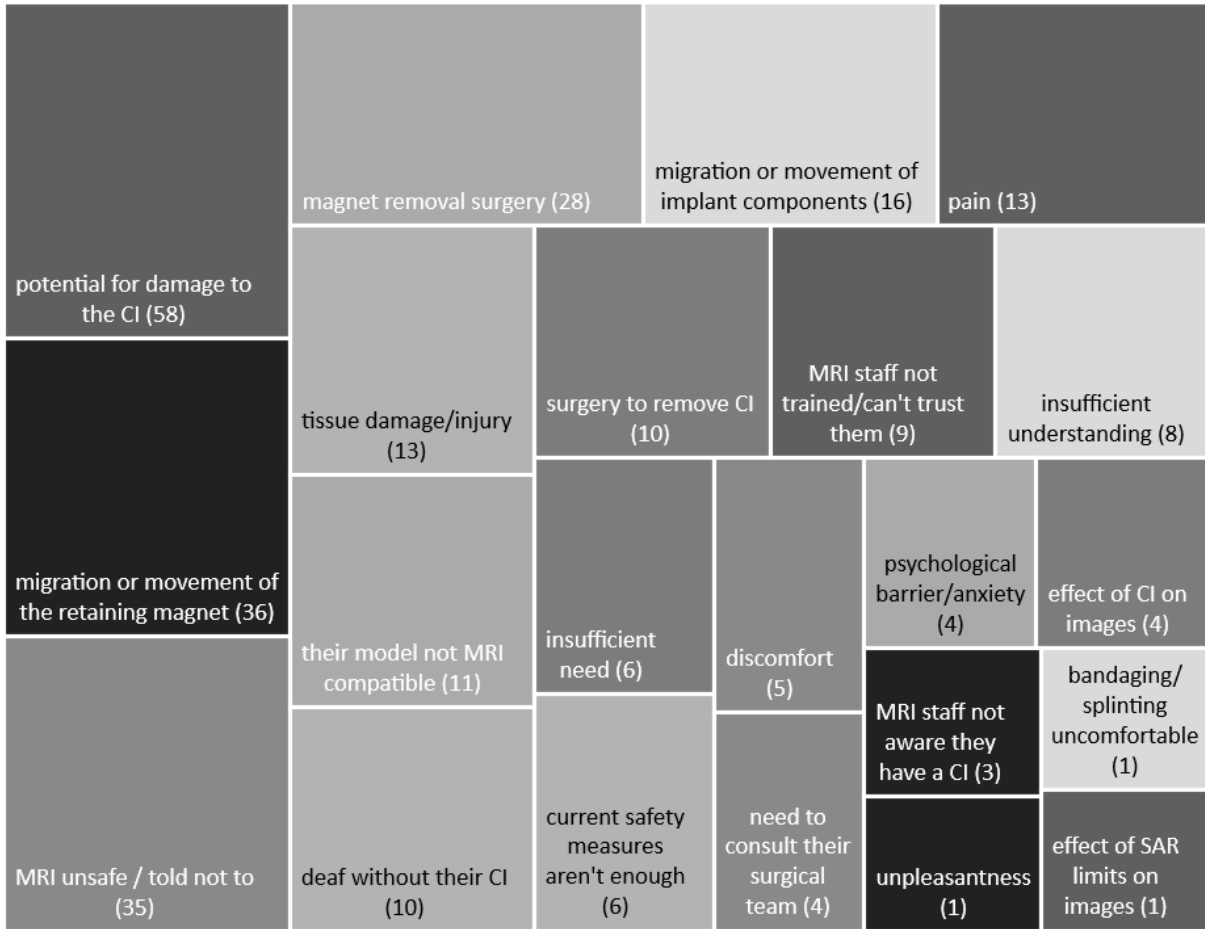 potential for damage to
the CI (58)
migration or movement of
the retaining magnet (36)
MRI unsafe / told not to
(35)
magnet removal surgery (28)
migration or movement of
implant components (16)
pain (13)
tissue damage/injury
(13)
their model not MRI
compatible (11)
deaf without their CI
(10)
surgery to remove CI
(10)
MRI staff not
trained/can't trust
them (9)
insufficient
understanding (8)
insufficient
need (6)
current safety
measures
aren't enough
(6)
discomfort
(5)
need to
consult their
surgical
team (4)
psychological
barrier/anxiety
(4)
effect of CI on
images (4)
MRI staff not
aware they
have a CI (3)
bandaging/
splinting
uncomfortable
(1)
unpleasantness
(1)
effect of SAR
limits on
images (1)